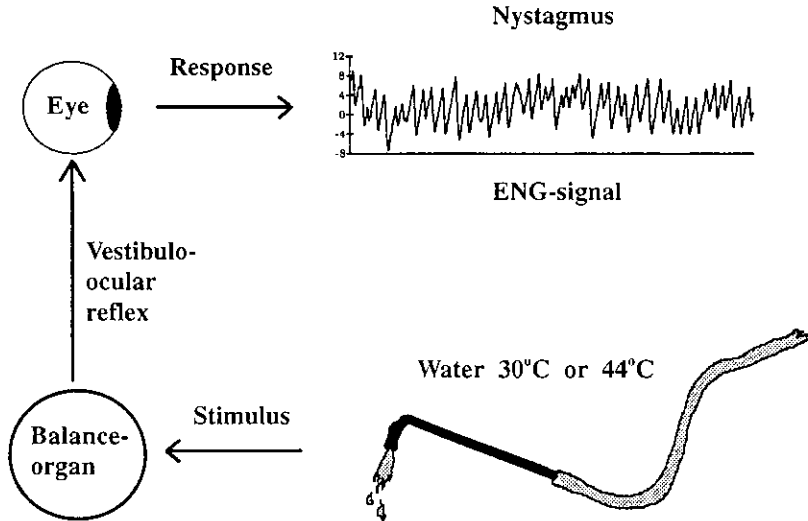 Nystagmus
12
8
4
0
-4
-8
ENG-signal
Response
Eye
Vestibulo-
ocular
reflex
Water 30°C or 44°C
Stimulus
Balance-
organ